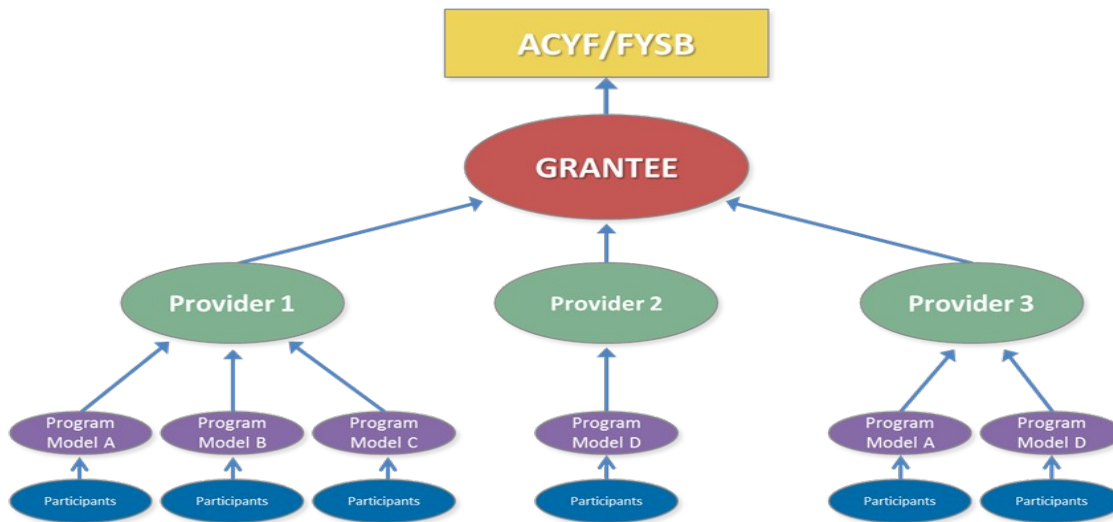 ACYF/FYSB
GRANTEE
Provider 1
Provider 2
Provider 3
Program
Model A
Program
Model B
Program
Model C
Program
Model D
Program
Model A
Program
Model D
Participants
Participants
Participants
Participants
Participants
Participants